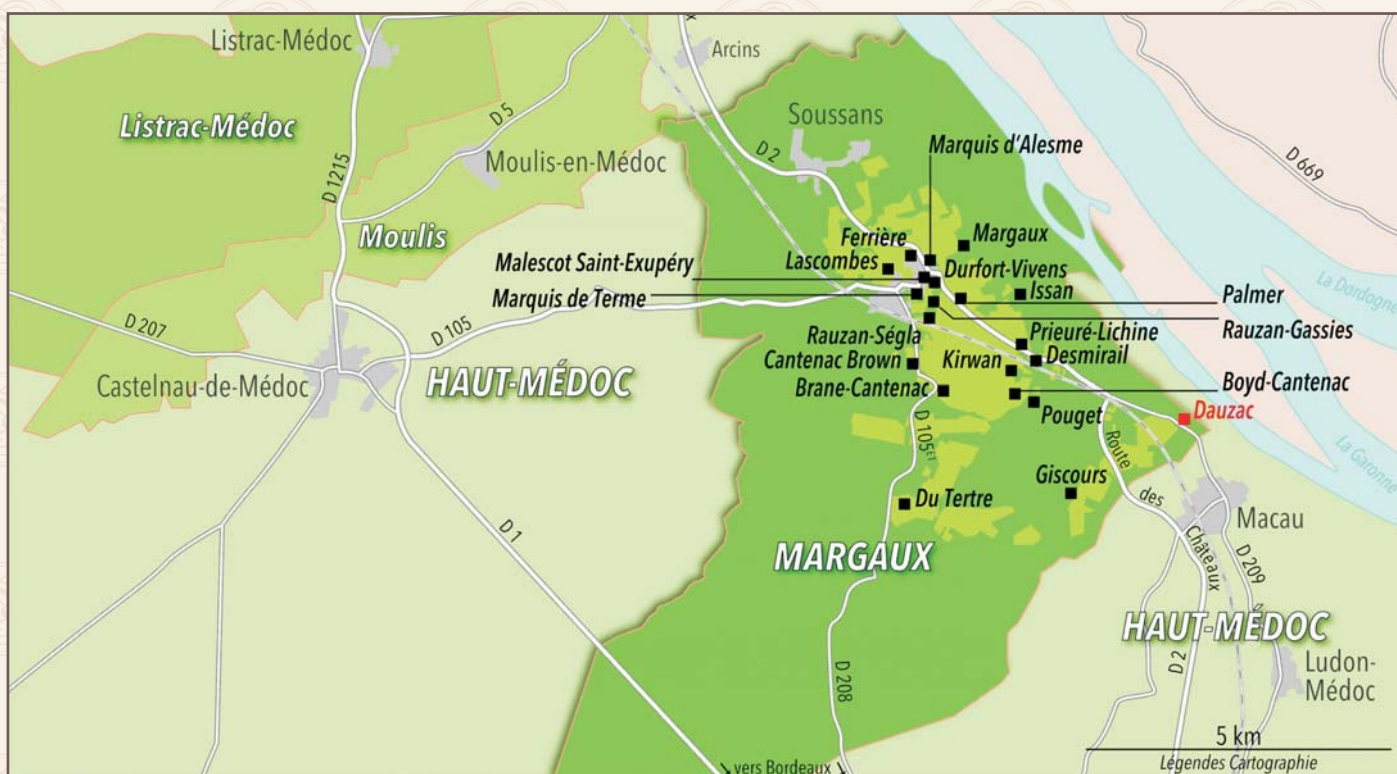 Listrac-Médoc
Arcins
Soussans
Listrac-Médoc
D 5
D 2
Marquis d'Alesme
D 669
D 1215
Moulis-en-Médoc
Moulis
Ferrière
Margaux
Lascombes
Malescot Saint-Exupéry
Durfort-Vivens
Issan
La Dordogne
Marquis de Terme
Palmer
D 207
D 105
Rauzan-Ségla
Prieuré-Lichine
Rauzan-Gassies
Cantenac Brown
Kirwan
Desmirail
Castelnau-de-Médoc
HAUT-MÉDOC
Brane-Cantenac
Boyd-Cantenac
Pouget
Dauzac
La Garonne
D 105E1
Route
des
Châteaux
Giscours
Du Tertre
Macau
D 1
MARGAUX
D 209
HAUT-MÉDOC
D 208
D 2
Ludon-
Médoc
5 km
vers Bordeaux
Légendes Cartographie